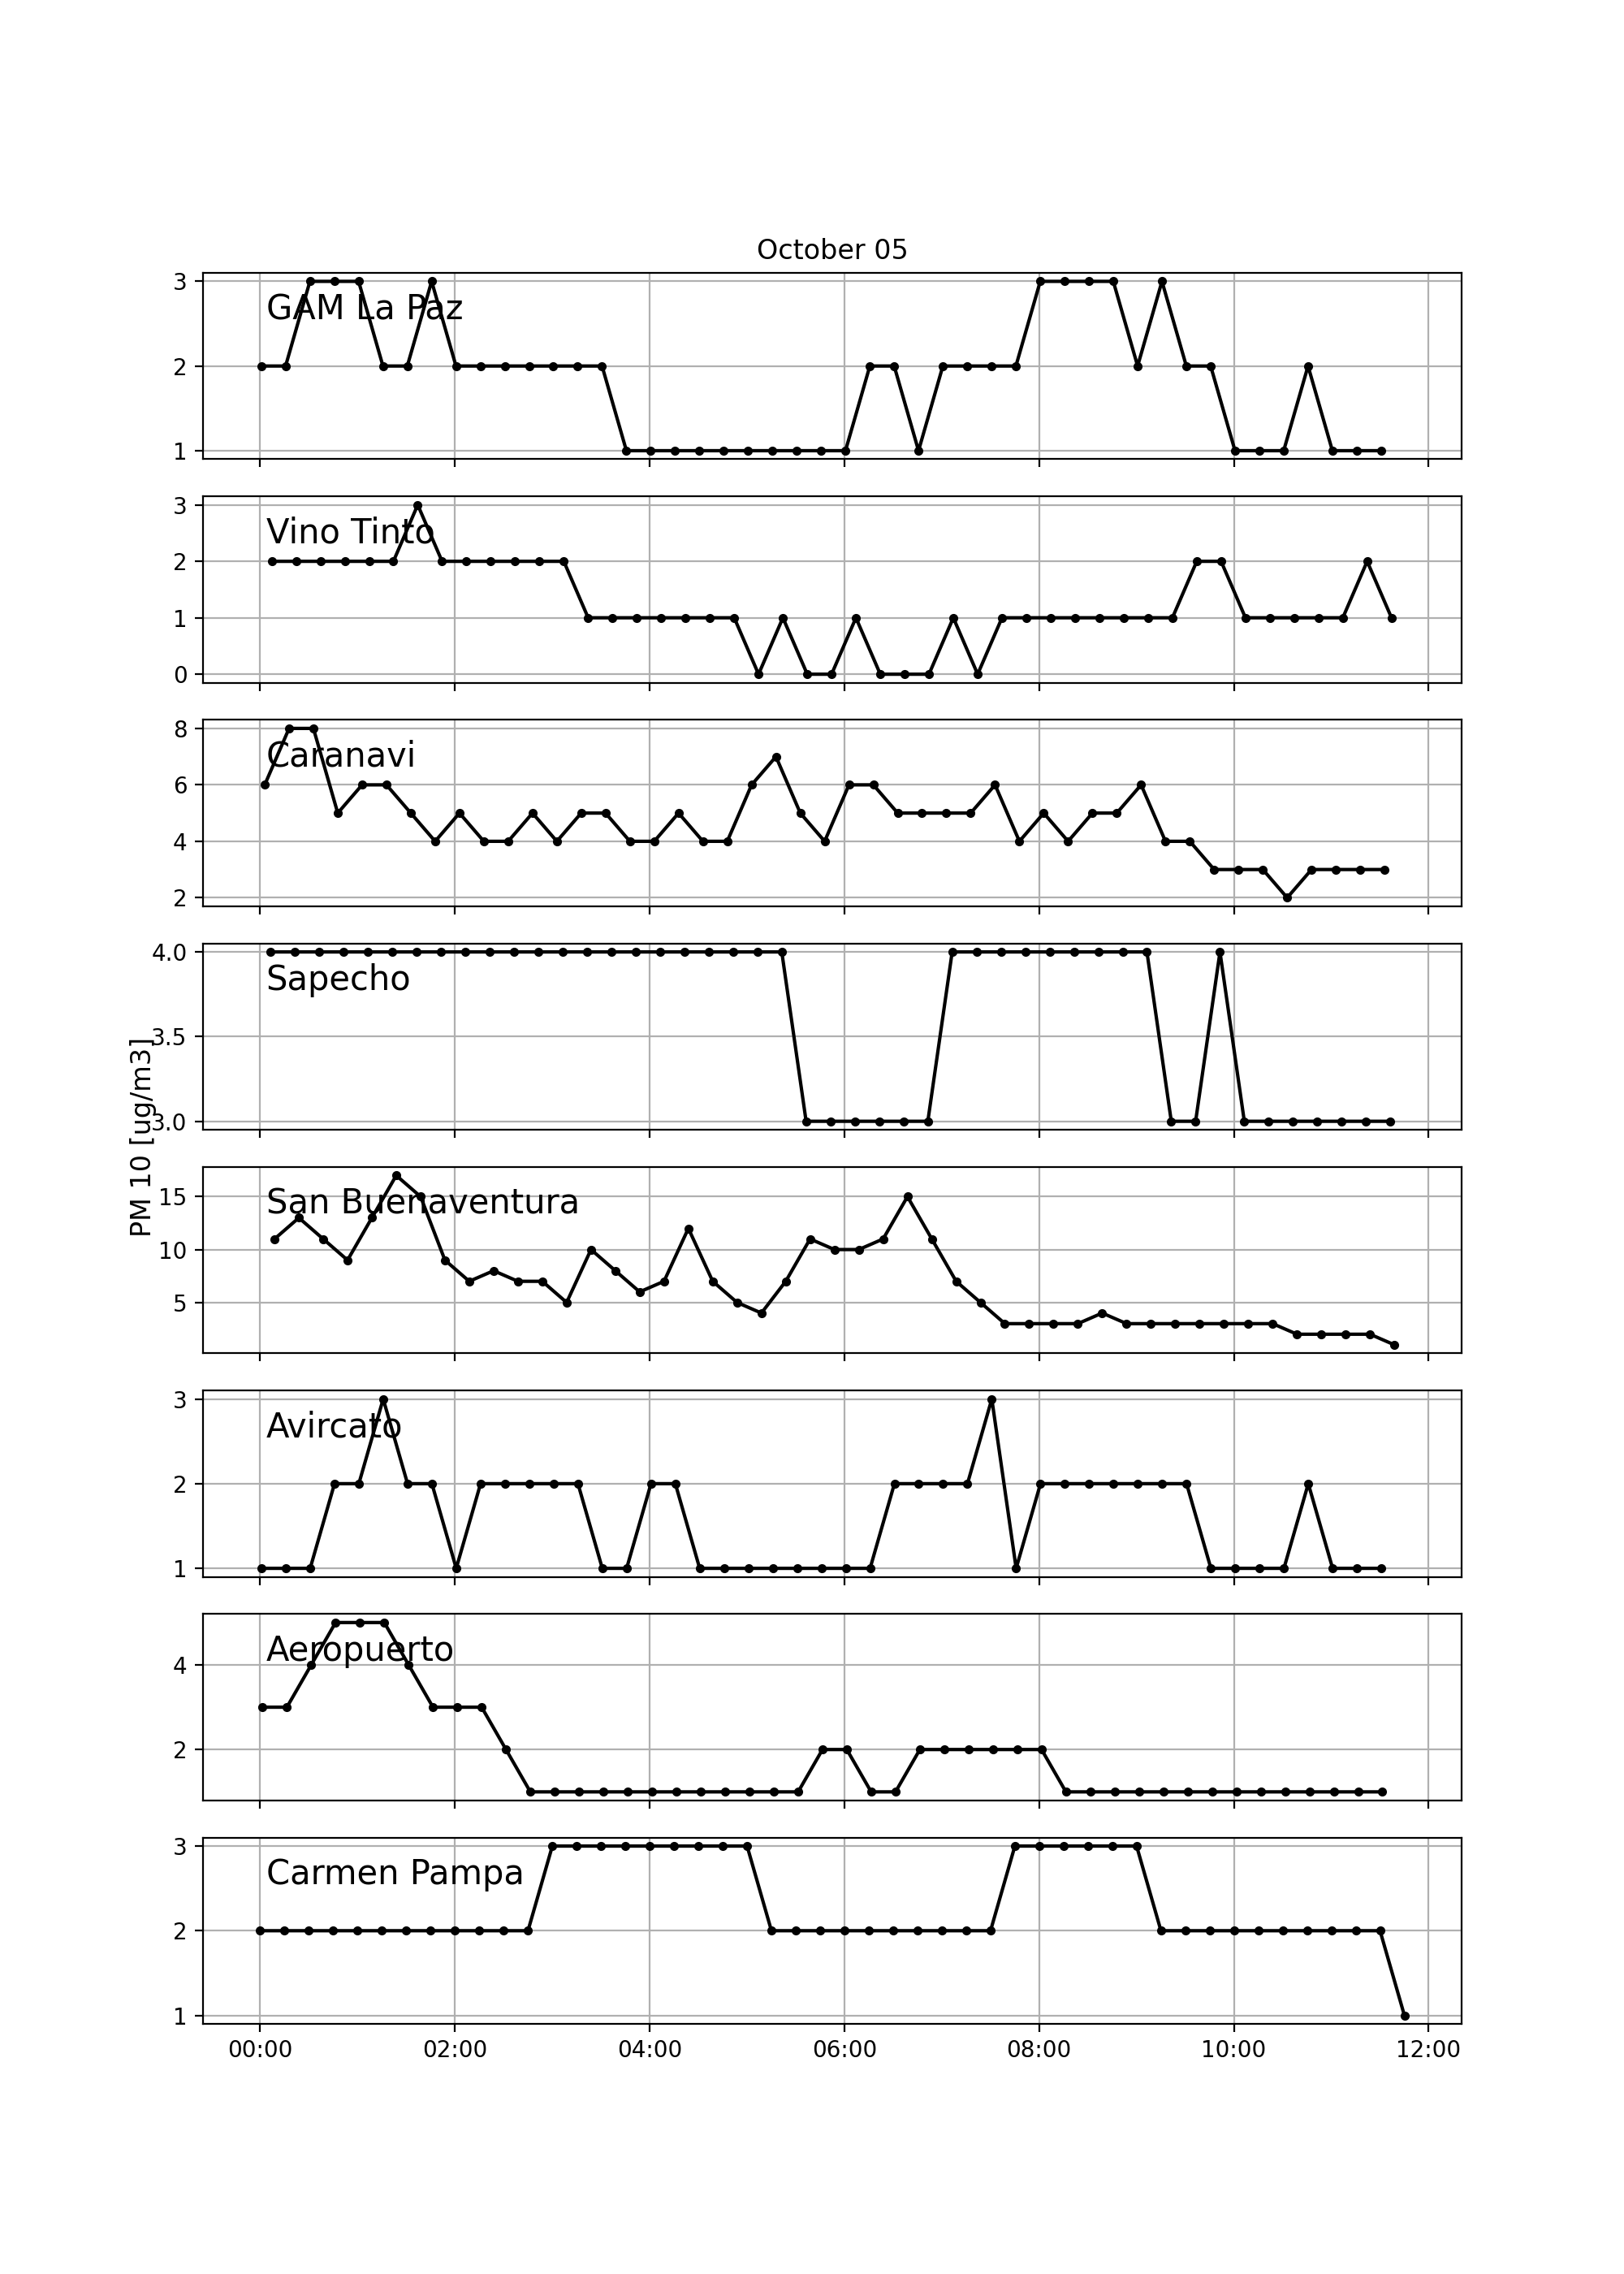 October 05
PM 10 [ug/m3]
3
GAM La Paz
2
1
3
Vino Tinto
2
1
0
8
Caranavi
6
4
2
4.0
Sapecho
3.5
3.0
San Buenaventura
15
10
5
3
Avircato
2
1
Aeropuerto
4
2
3
Carmen Pampa
2
1
00:00 02:00 04:00 06:00 08:00 10:00 12:00